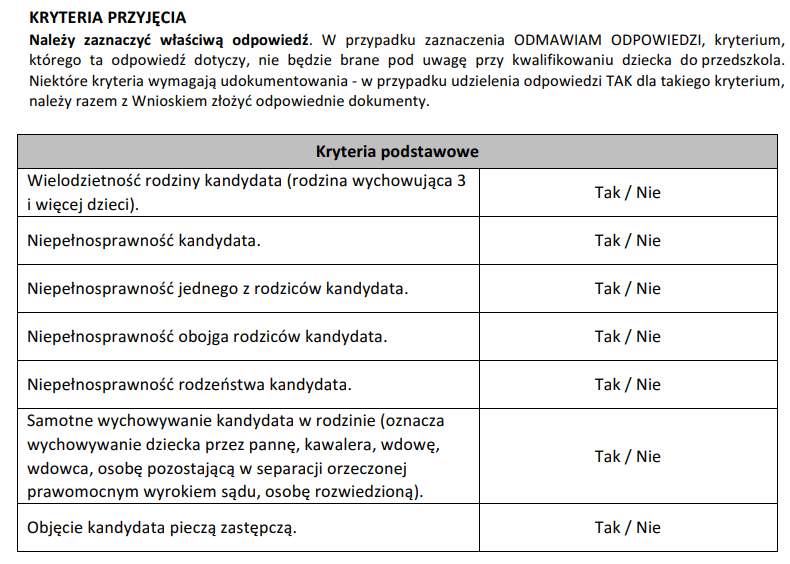 KRYTERIA PRZYJĘCIA
Należy zaznaczyć właściwą odpowiedź. W przypadku zaznaczenia ODMAWIAM ODPOWIEDZI, kryterium,
którego ta odpowiedź dotyczy, nie będzie brane pod uwagę przy kwalifikowaniu dziecka do przedszkola.
Niektóre kryteria wymagają udokumentowania - w przypadku udzielenia odpowiedzi TAK dla takiego kryterium,
należy razem z Wnioskiem złożyć odpowiednie dokumenty.
Kryteria podstawowe
Wielodzietność rodziny kandydata (rodzina wychowująca 3
i więcej dzieci).
Tak / Nie
Niepełnosprawność kandydata.
Tak / Nie
Niepełnosprawność jednego z rodziców kandydata.
Tak / Nie
Niepełnosprawność obojga rodziców kandydata.
Tak / Nie
Niepełnosprawność rodzeństwa kandydata.
Tak / Nie
Samotne wychowywanie kandydata w rodzinie (oznacza
wychowywanie dziecka przez pannę, kawalera, wdowę,
wdowca, osobę pozostającą w separacji orzeczonej
prawomocnym wyrokiem sądu, osobę rozwiedzioną).
Tak / Nie
Objęcie kandydata pieczą zastępczą.
Tak / Nie